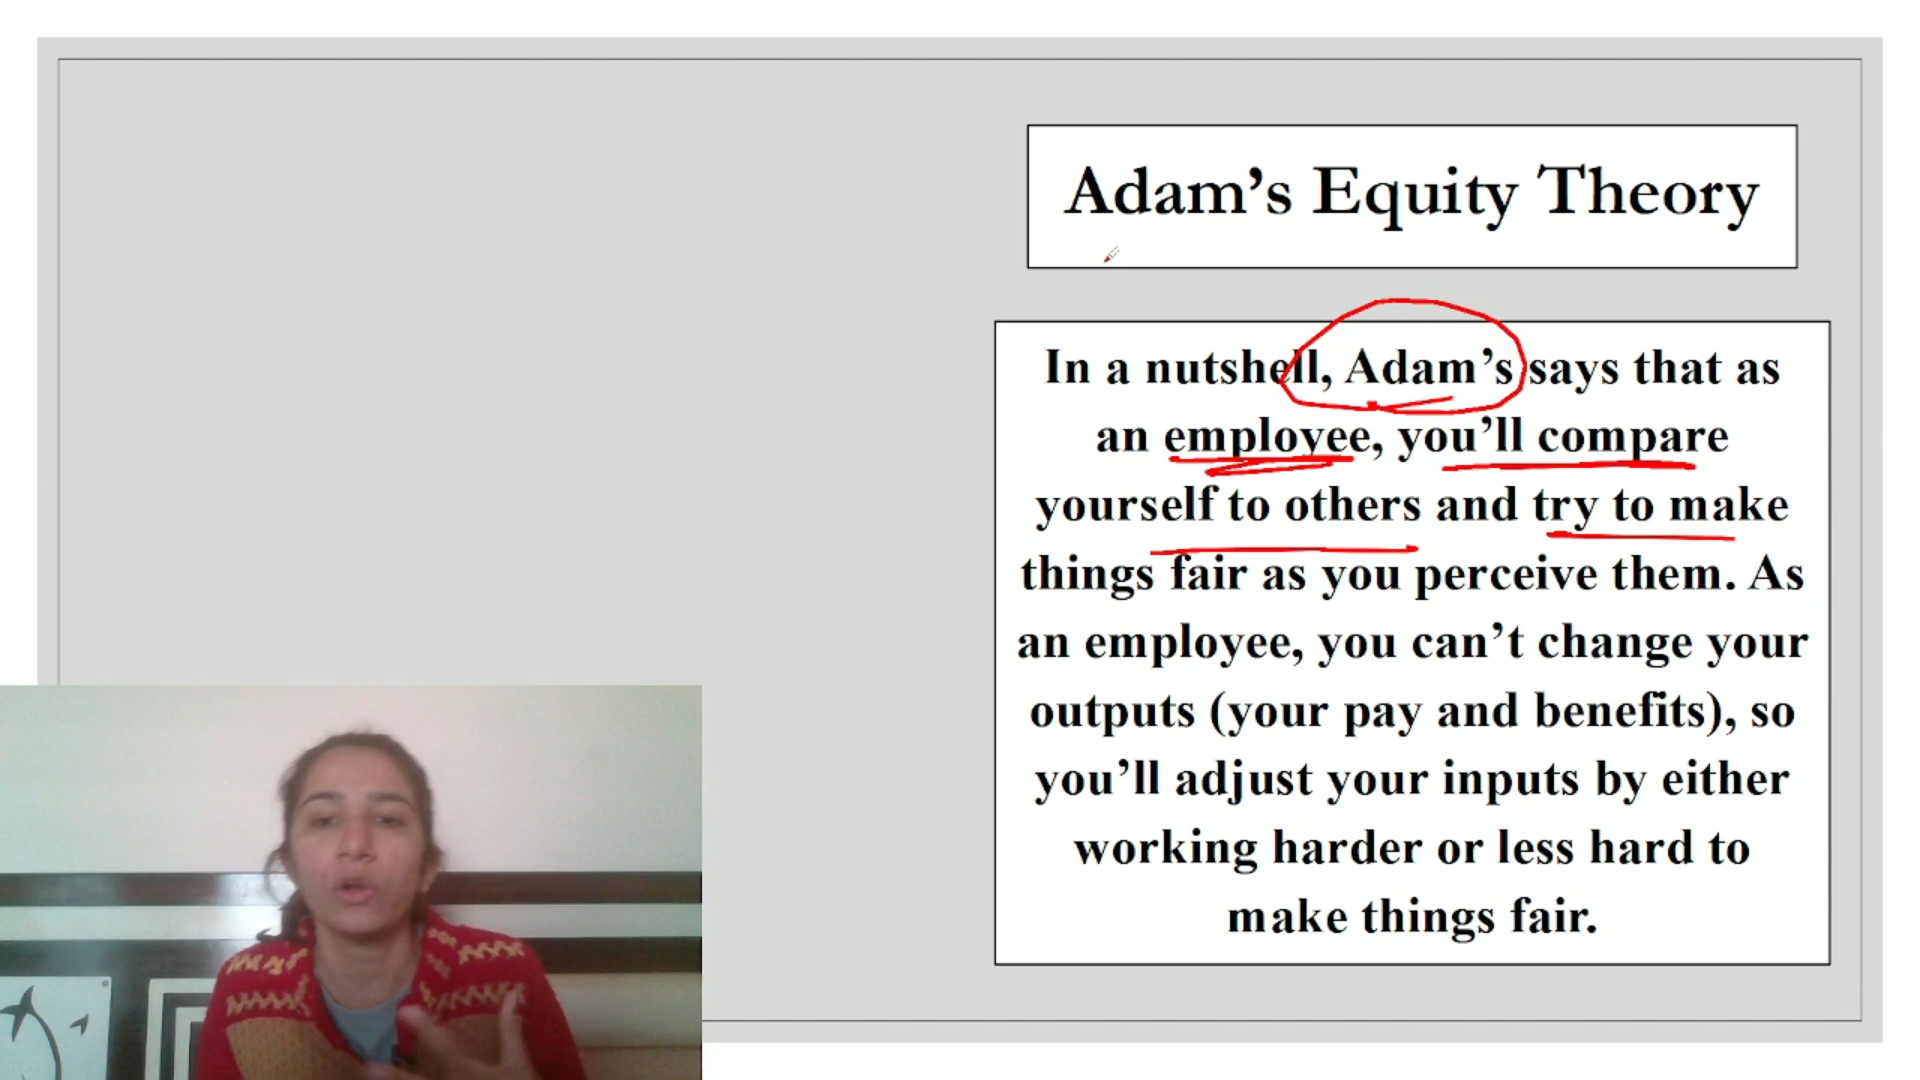 Adam’s Equity Theory
In a nutshell, Adam’s says that as
an employee, you’ll compare
yourself to others and try to make
things fair as you perceive them. As
an employee, you can’t change your
outputs (your pay and benefits), so
you’ll adjust your inputs by either
working harder or less hard to
make things fair.